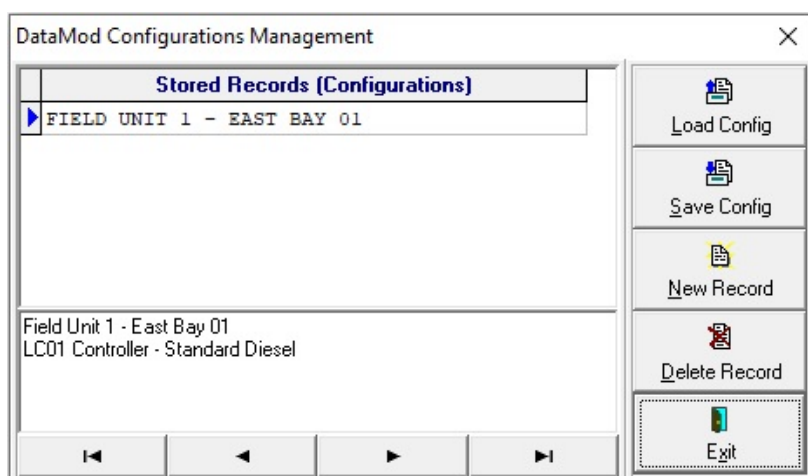 DataMod Configurations Management
Stored Records (Configurations)
FIELD UNIT 1 - EAST BAY 01
Field Unit 1 - East Bay 01
LC01 Controller - Standard Diesel
Load Config
Save Config
New Record
Delete Record
Exit